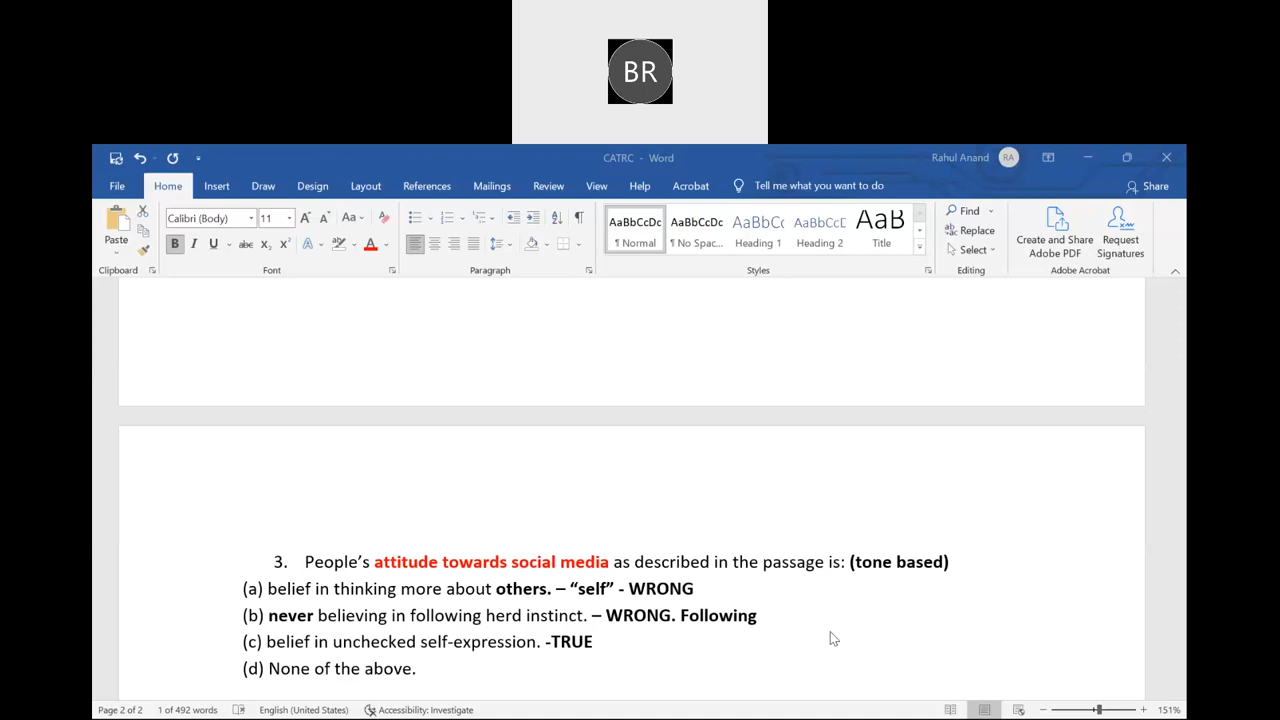 BR
CATRC - Word
Rahul Anand RA
File Home Insert Draw Design Layout References Mailings Review View Help Acrobat Tell me what you want to do Share
Paste
Calibri (Body) 11
AaBbCcDc AaBbCcDc AaBbCc AaBbCcE AaB
¶ Normal ¶ No Spac... Heading 1 Heading 2 Title
Find
Replace
Select
Create and Share Adobe PDF
Request Signatures
Clipboard Font Paragraph Styles Editing Adobe Acrobat
3. People’s attitude towards social media as described in the passage is: (tone based)
(a) belief in thinking more about others. – “self” - WRONG
(b) never believing in following herd instinct. – WRONG. Following
(c) belief in unchecked self-expression. -TRUE
(d) None of the above.
Page 2 of 2 1 of 492 words English (United States) Accessibility: Investigate 151%